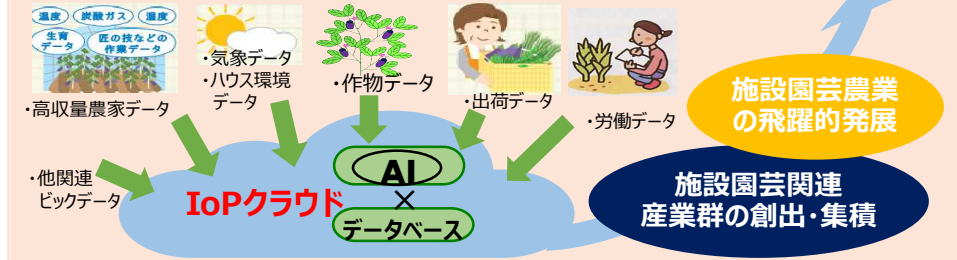 温度 炭酸ガス 湿度
生育
データ
匠の技などの
作業データ
・高収量農家データ
・気象データ
・ハウス環境
データ
・作物データ
・出荷データ
・労働データ
・他関連
ビックデータ
IoPクラウド
AI
×
データベース
施設園芸農業
の飛躍的発展
施設園芸関連
産業群の創出・集積